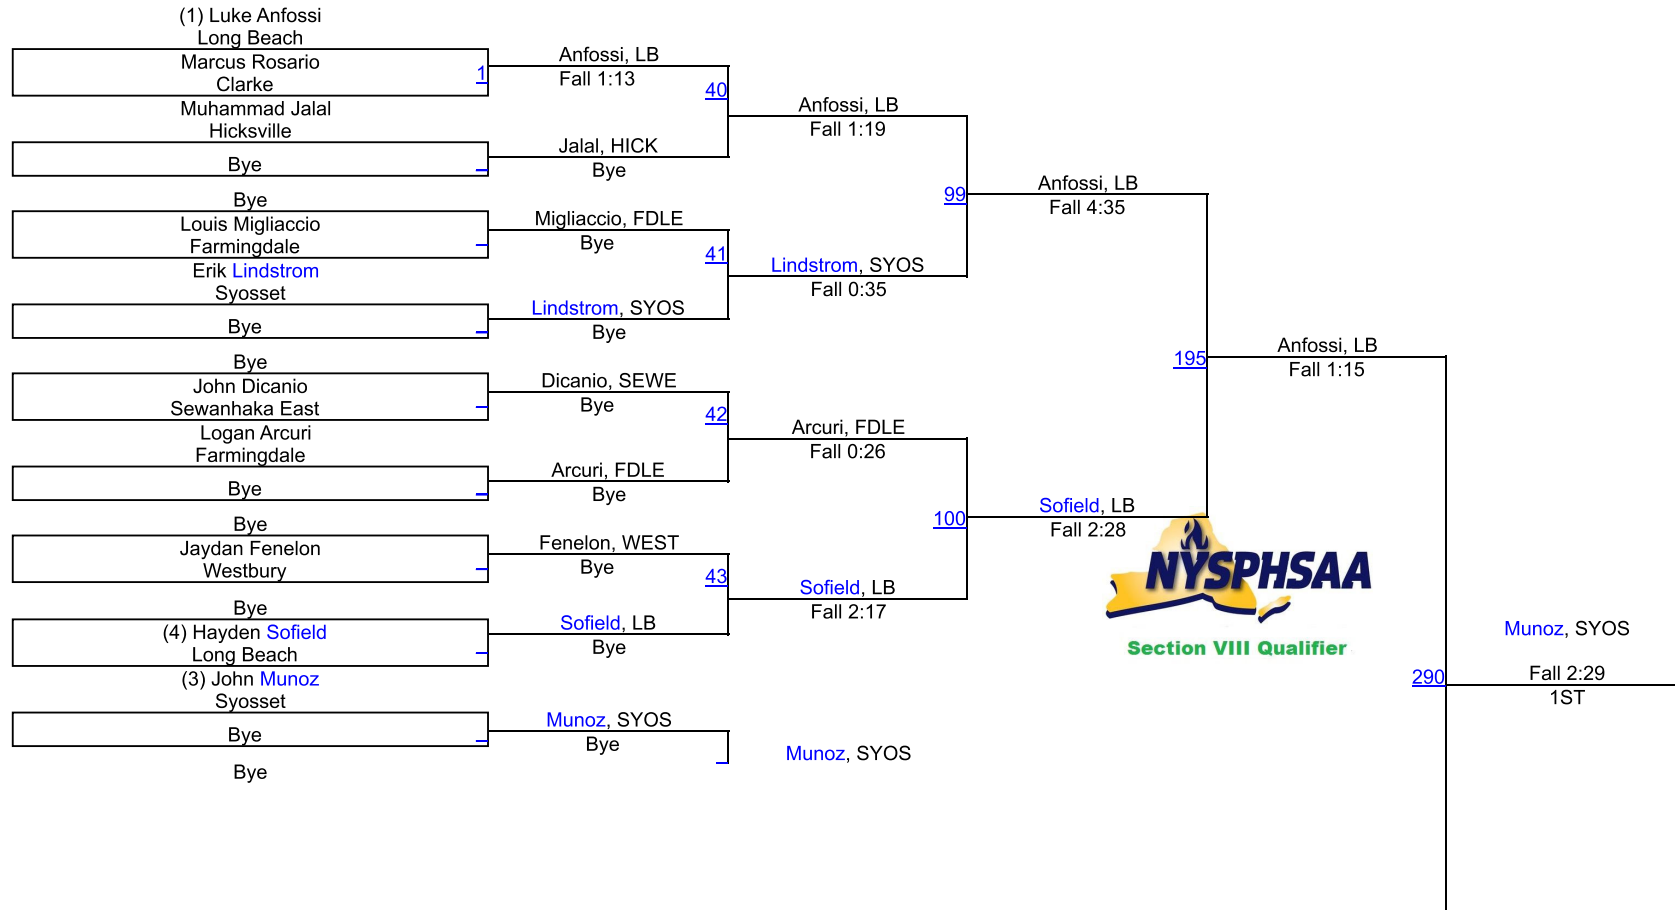 (1) Luke Anfossi
Long Beach
Marcus Rosario
Clarke
1
Anfossi, LB
Fall 1:13
Muhammad Jalal
Hicksville
Bye
Jalal, HICK
Bye
40
Anfossi, LB
Fall 1:19
Bye
Louis Migliaccio
Farmingdale
Migliaccio, FDLE
Bye
Erik Lindstrom
Syosset
Bye
Lindstrom, SYOS
Bye
41
Lindstrom, SYOS
Fall 0:35
99
Anfossi, LB
Fall 4:35
Bye
John Dicanio
Sewanhaka East
Dicanio, SEWE
Bye
Logan Arcuri
Farmingdale
Bye
Arcuri, FDLE
Bye
42
Arcuri, FDLE
Fall 0:26
Bye
Jaydan Fenelon
Westbury
Fenelon, WEST
Bye
Bye
(4) Hayden Sofield
Long Beach
Sofield, LB
Bye
43
Sofield, LB
Fall 2:17
100
Sofield, LB
Fall 2:28
195
Anfossi, LB
Fall 1:15
NYSPHSAA
Section VIII Qualifier
(3) John Munoz
Syosset
Bye
Munoz, SYOS
Bye
Bye
Munoz, SYOS
290
Munoz, SYOS
Fall 2:29
1ST